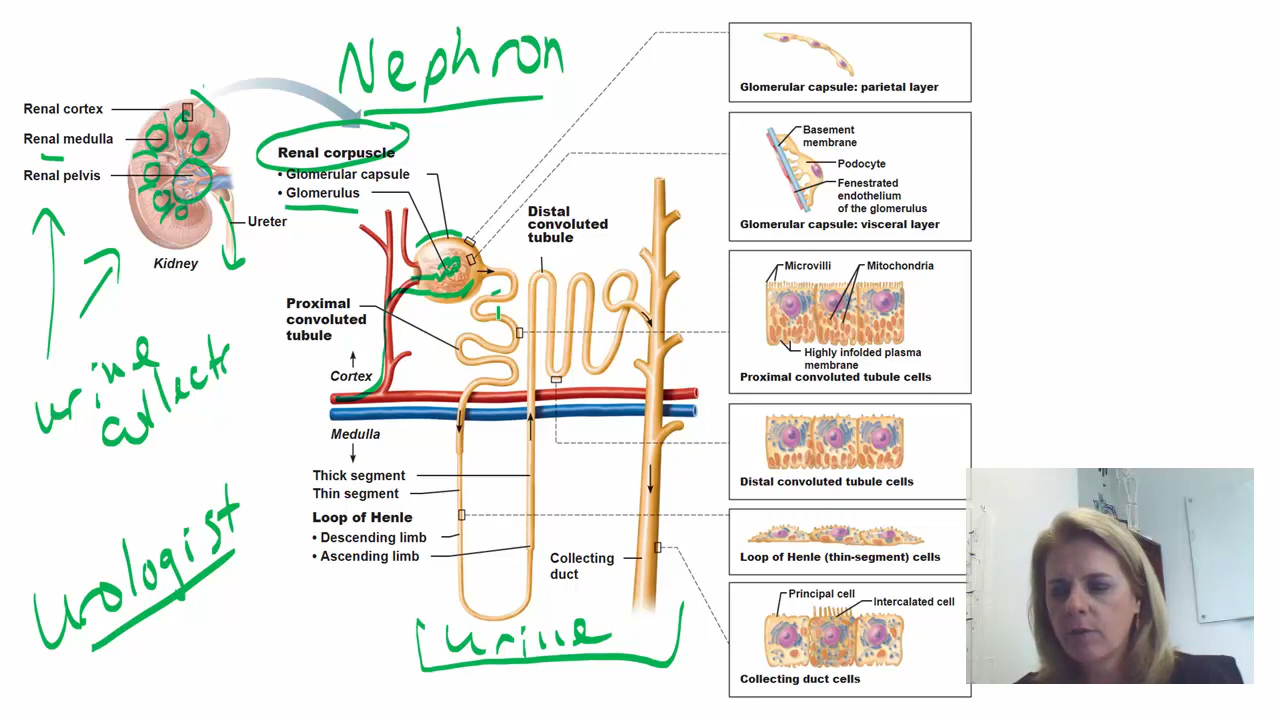 Nephron
Renal cortex
Renal medulla
Renal pelvis
Ureter
Kidney
urine
collect
Urologist
Renal corpuscle
• Glomerular capsule
• Glomerulus
Distal
convoluted
tubule
Proximal
convoluted
tubule
Cortex
Medulla
Thick segment
Thin segment
Loop of Henle
• Descending limb
• Ascending limb
Collecting
duct
urine
Glomerular capsule: parietal layer
Basement
membrane
Podocyte
Fenestrated
endothelium
of the glomerulus
Glomerular capsule: visceral layer
Microvilli
Mitochondria
Highly infolded plasma
membrane
Proximal convoluted tubule cells
Distal convoluted tubule cells
Loop of Henle (thin-segment) cells
Principal cell
Intercalated cell
Collecting duct cells